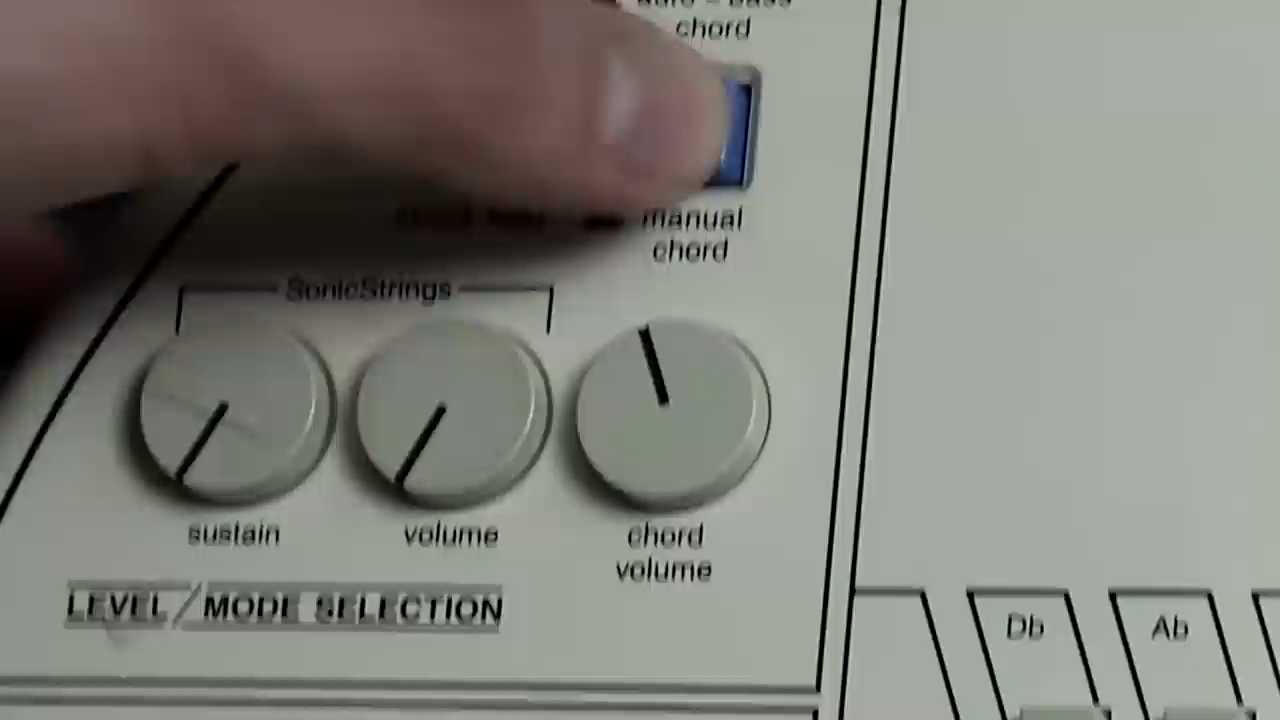 chord
manual
chord
SonicStrings
sustain
volume
chord
volume
LEVEL/MODE SELECTION
Db
Ab